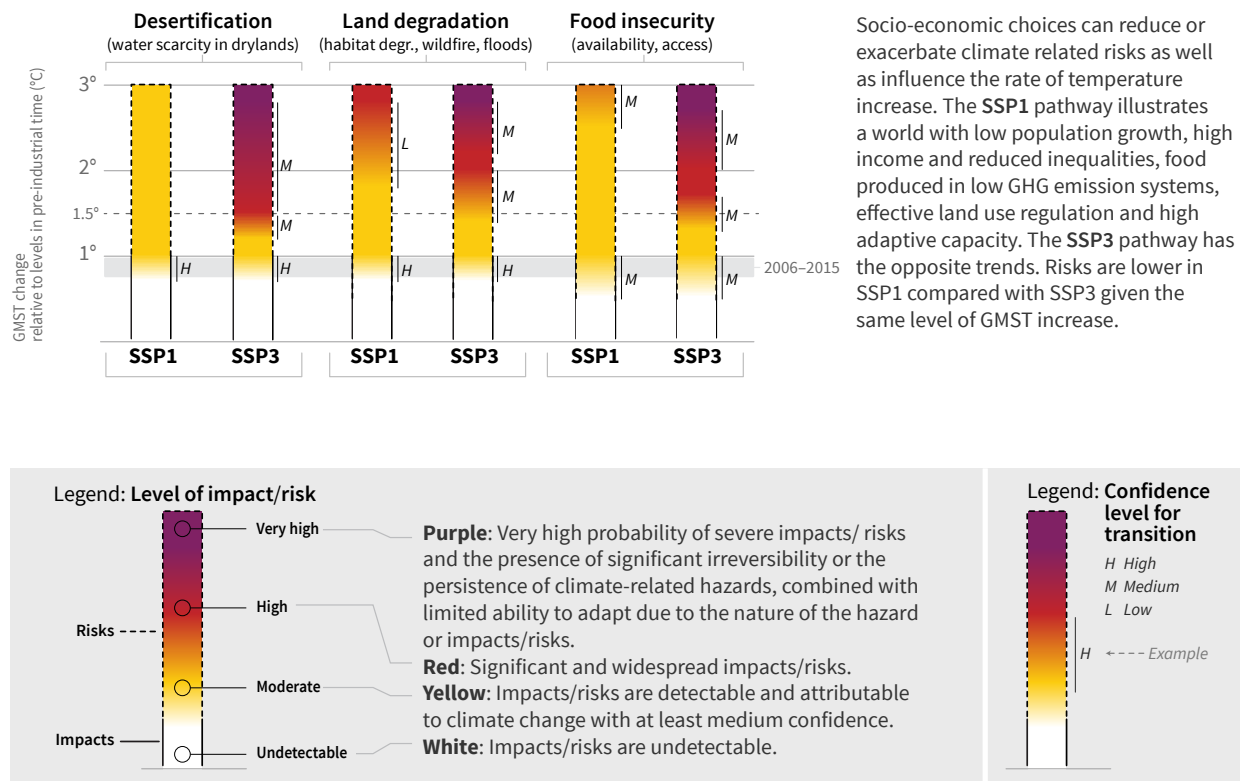 Desertification
(water scarcity in drylands)
Land degradation
(habitat degr., wildfire, floods)
Food insecurity
(availability, access)
GMST change
relative to levels in pre-industrial time (°C)
3°
2°
1.5°
1°
H
M
M
H
L
H
M
M
H
M
M
M
M
M
2006–2015
SSP1
SSP3
SSP1
SSP3
SSP1
SSP3
Socio-economic choices can reduce or
exacerbate climate related risks as well
as influence the rate of temperature
increase. The SSP1 pathway illustrates
a world with low population growth, high
income and reduced inequalities, food
produced in low GHG emission systems,
effective land use regulation and high
adaptive capacity. The SSP3 pathway has
the opposite trends. Risks are lower in
SSP1 compared with SSP3 given the
same level of GMST increase.
Legend: Level of impact/risk
Very high
High
Moderate
Undetectable
Risks
Impacts
Purple: Very high probability of severe impacts/ risks
and the presence of significant irreversibility or the
persistence of climate-related hazards, combined with
limited ability to adapt due to the nature of the hazard
or impacts/risks.
Red: Significant and widespread impacts/risks.
Yellow: Impacts/risks are detectable and attributable
to climate change with at least medium confidence.
White: Impacts/risks are undetectable.
Legend: Confidence
level for
transition
H High
M Medium
L Low
H
Example